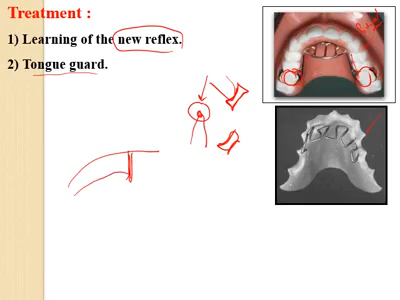 Treatment :
1) Learning of the new reflex.
2) Tongue guard.